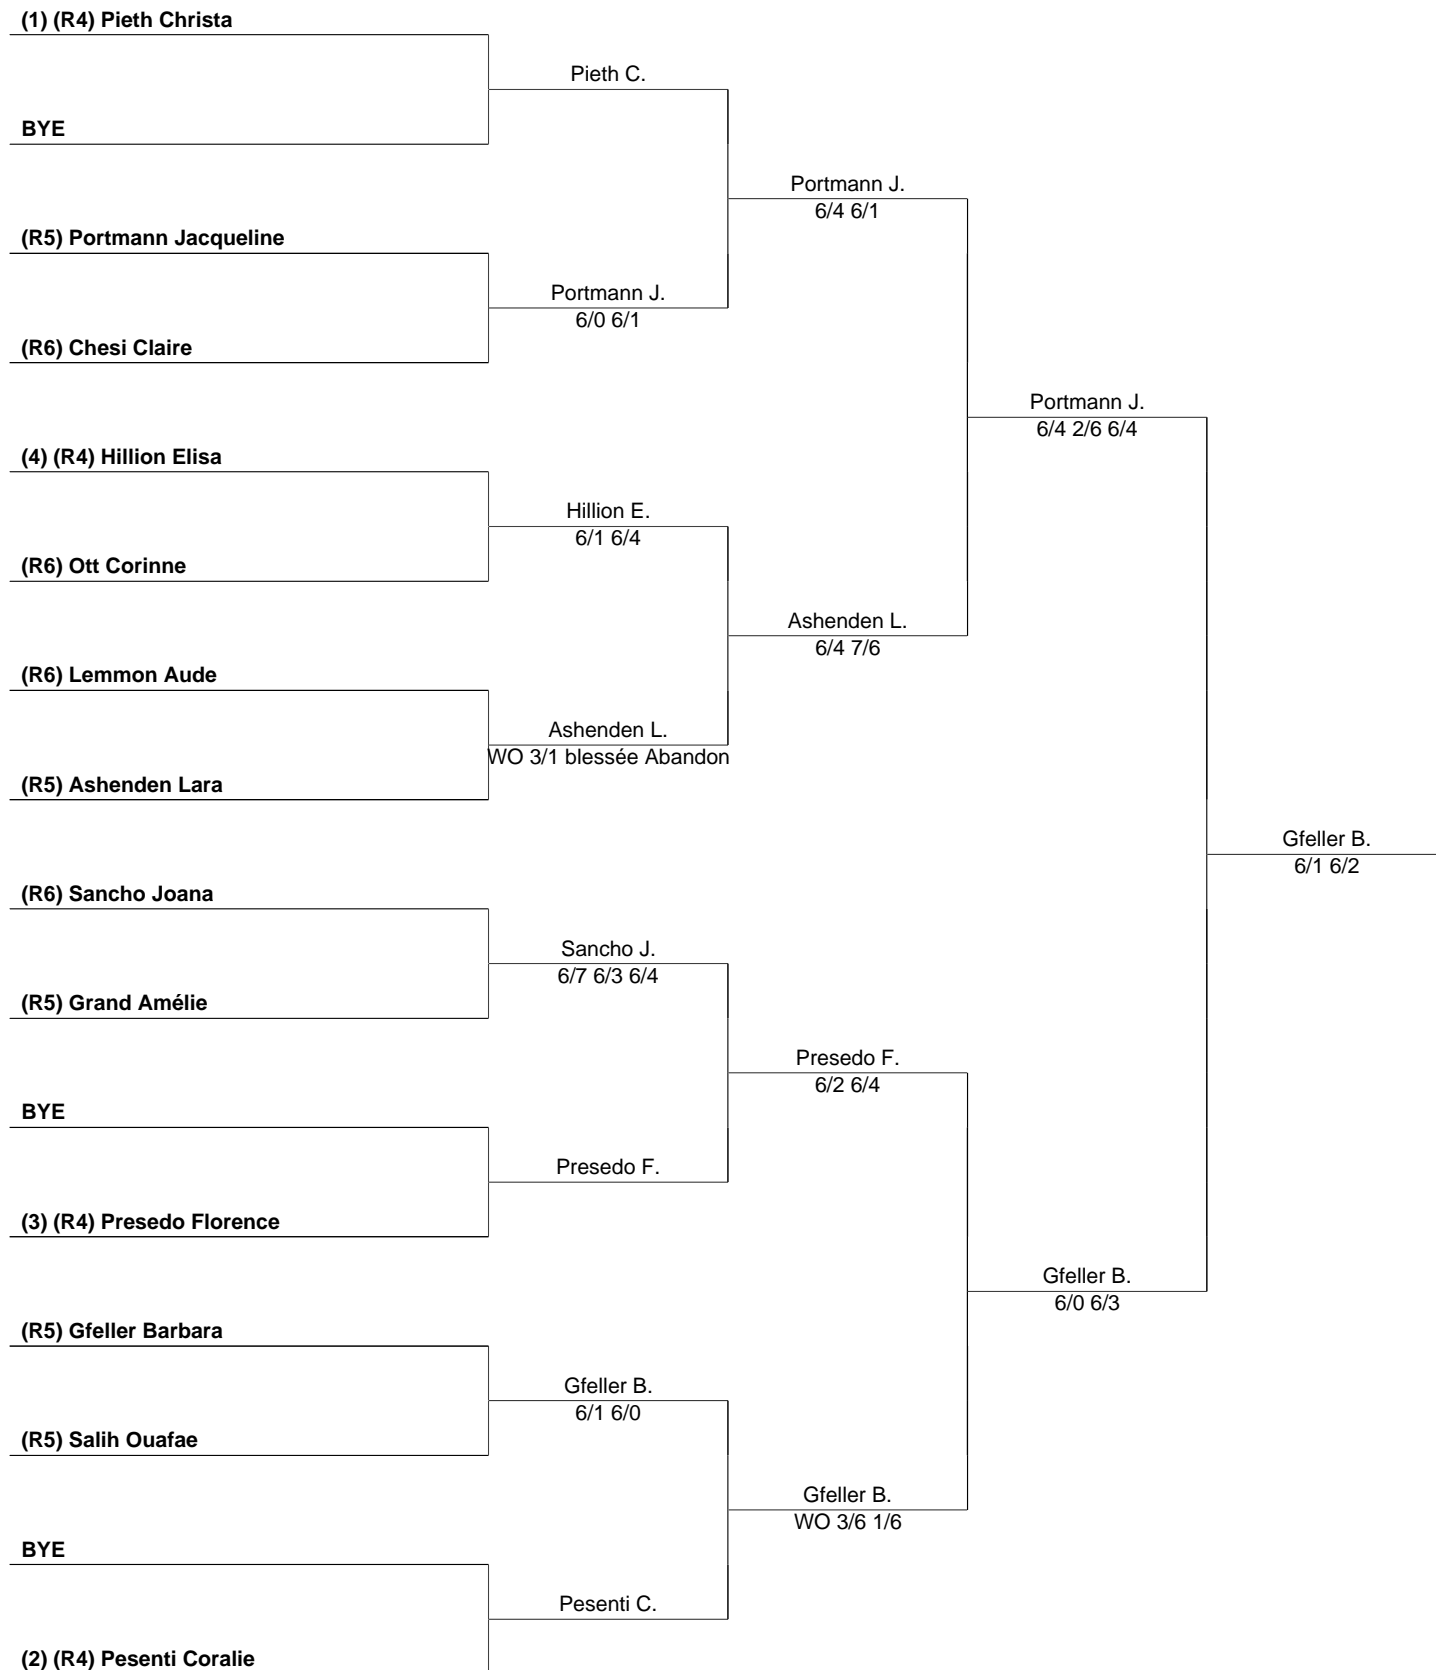 (1) (R4) Pieth Christa
Pieth C.
BYE
Portmann J.
6/4 6/1
(R5) Portmann Jacqueline
Portmann J.
6/0 6/1
(R6) Chesi Claire
Portmann J.
6/4 2/6 6/4
(4) (R4) Hillion Elisa
Hillion E.
6/1 6/4
(R6) Ott Corinne
Ashenden L.
6/4 7/6
(R6) Lemmon Aude
Ashenden L.
WO 3/1 blessée Abandon
(R5) Ashenden Lara
Gfeller B.
6/1 6/2
(R6) Sancho Joana
Sancho J.
6/7 6/3 6/4
(R5) Grand Amélie
Presedo F.
6/2 6/4
BYE
Presedo F.
(3) (R4) Presedo Florence
Gfeller B.
6/0 6/3
(R5) Gfeller Barbara
Gfeller B.
6/1 6/0
(R5) Salih Ouafae
Gfeller B.
WO 3/6 1/6
BYE
Pesenti C.
(2) (R4) Pesenti Coralie